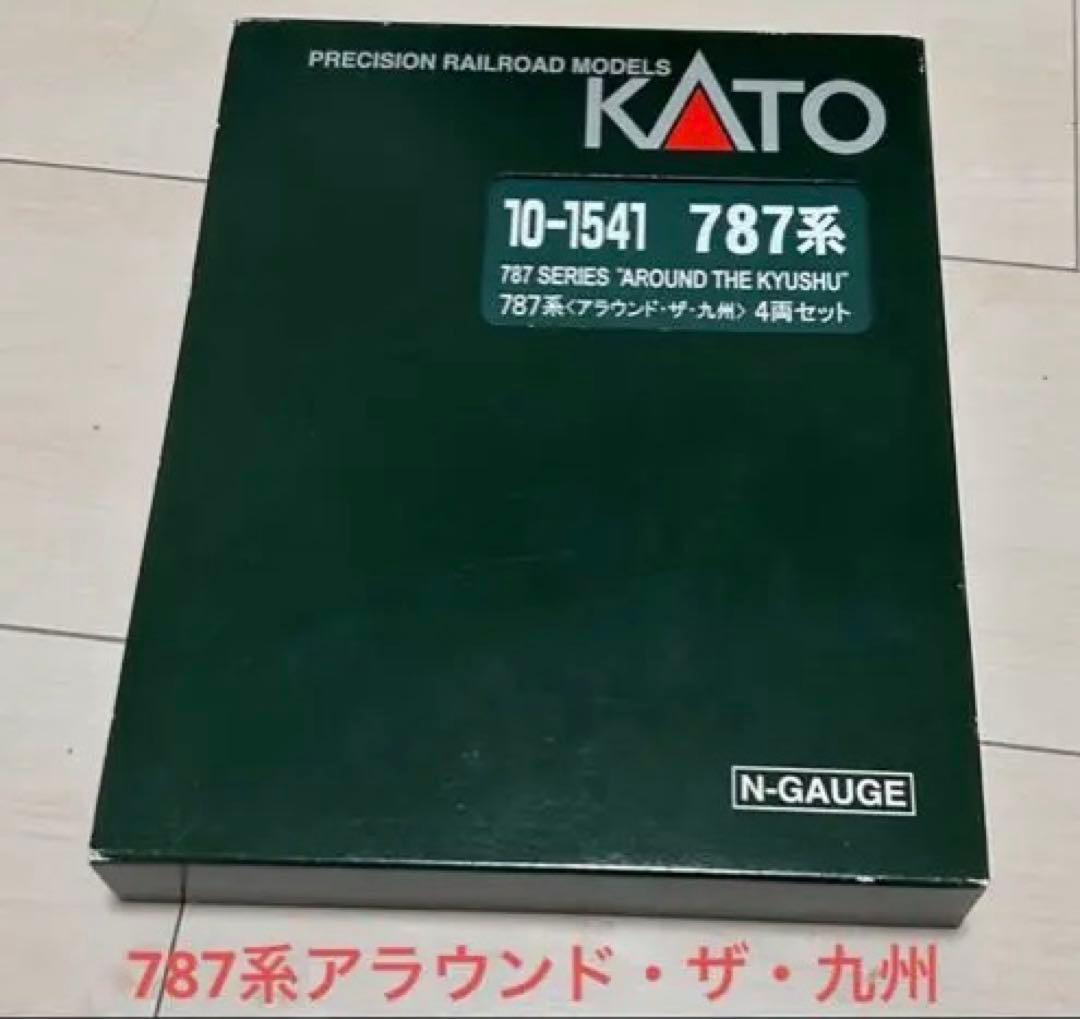 PRECISION RAILROAD MODELS
KATO
10-1541 787系
787 SERIES "AROUND THE KYUSHU"
787系〈アラウンド・ザ・九州〉 4両セット
N-GAUGE
787系アラウンド・ザ・九州